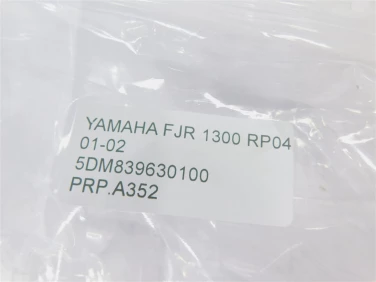 YAMAHA FJR 1300 RP04
01-02
5DM839630100
PRP.A352